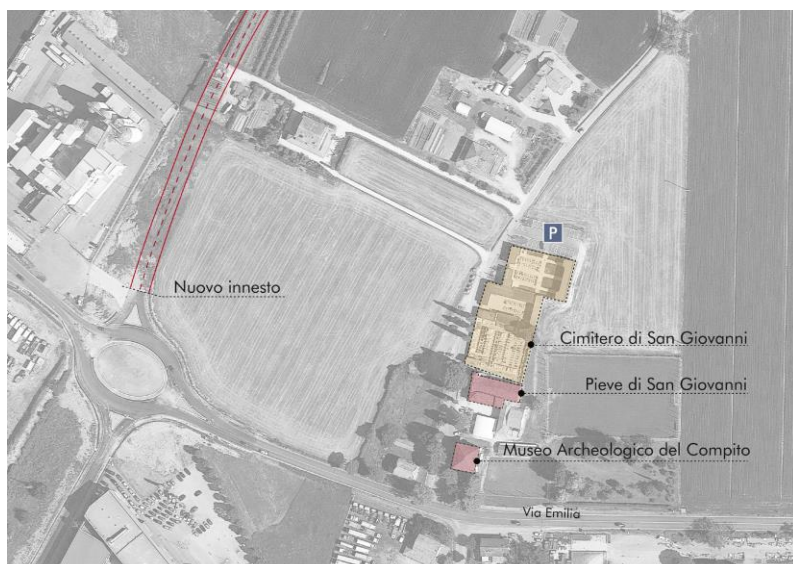 P
Nuovo innesto
Cimitero di San Giovanni
Pieve di San Giovanni
Museo Archeologico del Compito
Via Emilia